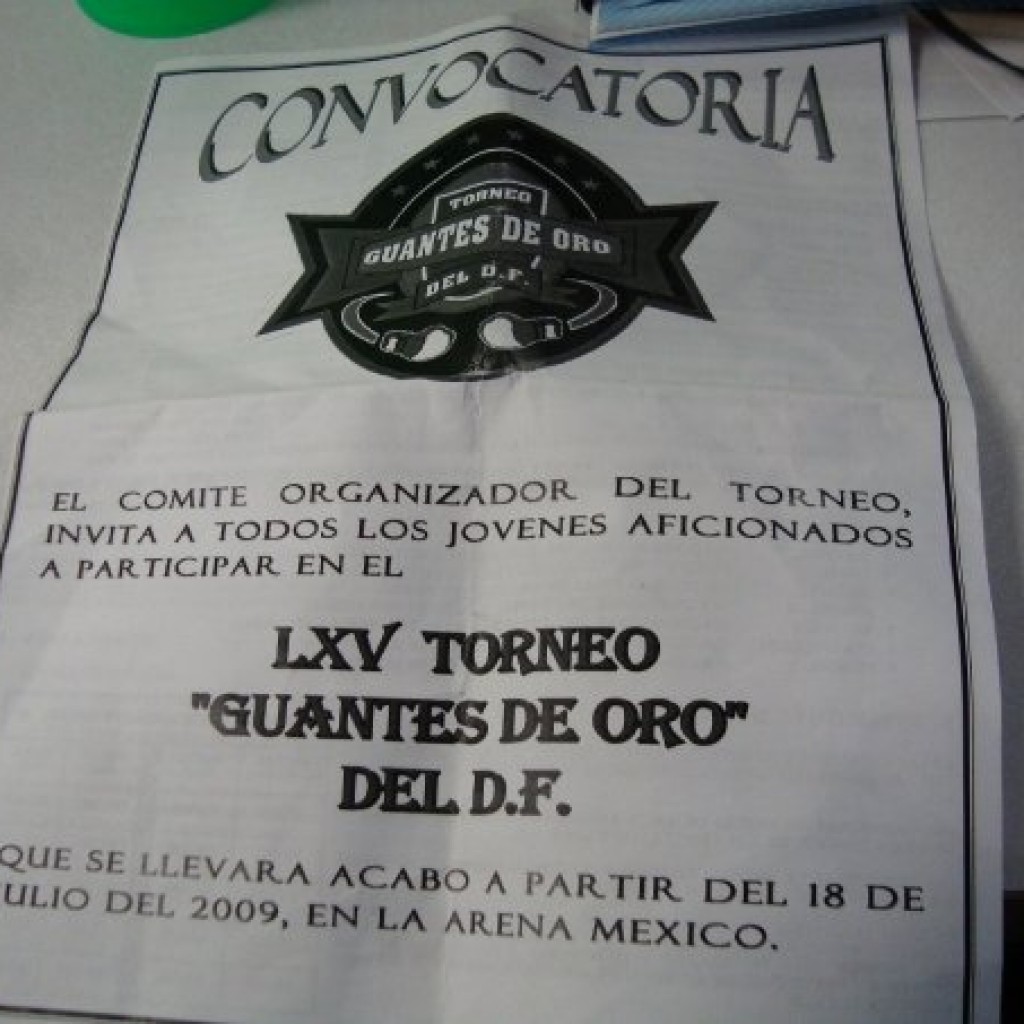 CONVOCATORIA
TORNEO
GUANTES DE ORO
DEL D.F.
EL COMITE ORGANIZADOR DEL TORNEO,
INVITA A TODOS LOS JOVENES AFICIONADOS
A PARTICIPAR EN EL
LXV TORNEO
"GUANTES DE ORO"
DEL D.F.
QUE SE LLEVARA ACABO A PARTIR DEL 18 DE
ULIO DEL 2009, EN LA ARENA MEXICO.